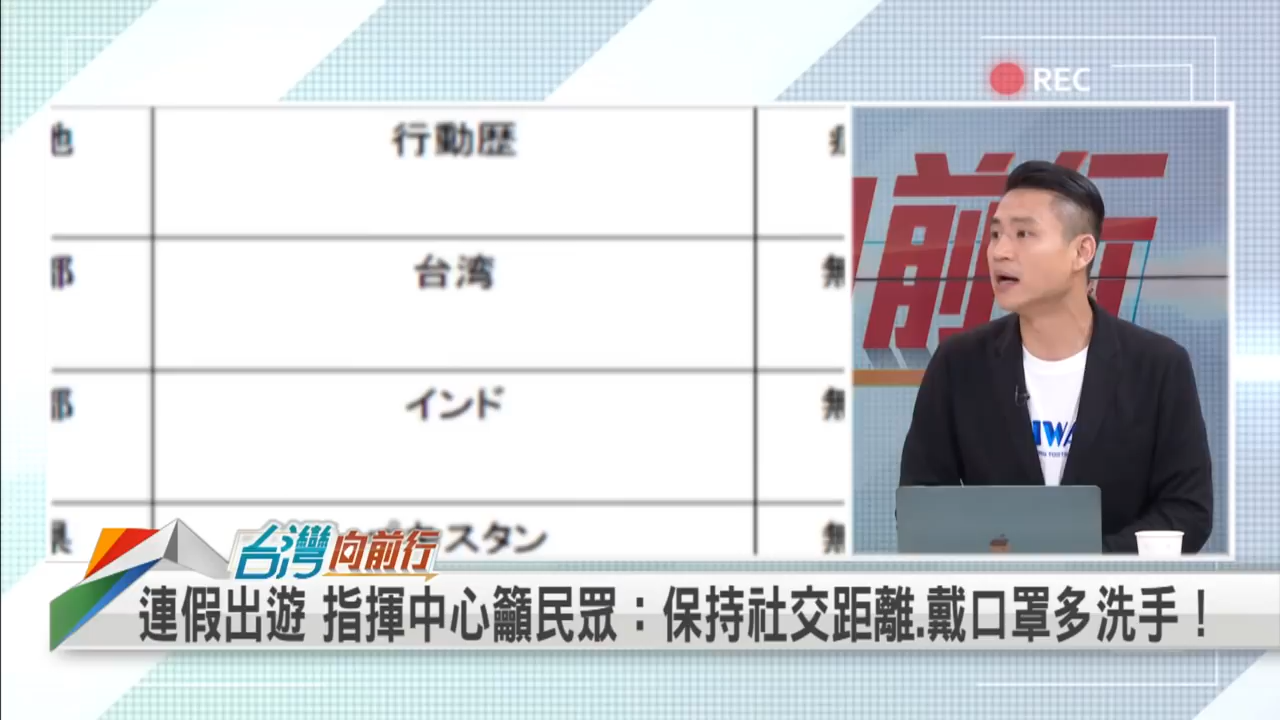 REC
行動歴
台湾
インド
スタン
前行
台灣向前行
連假出遊 指揮中心籲民眾：保持社交距離.戴口罩多洗手！